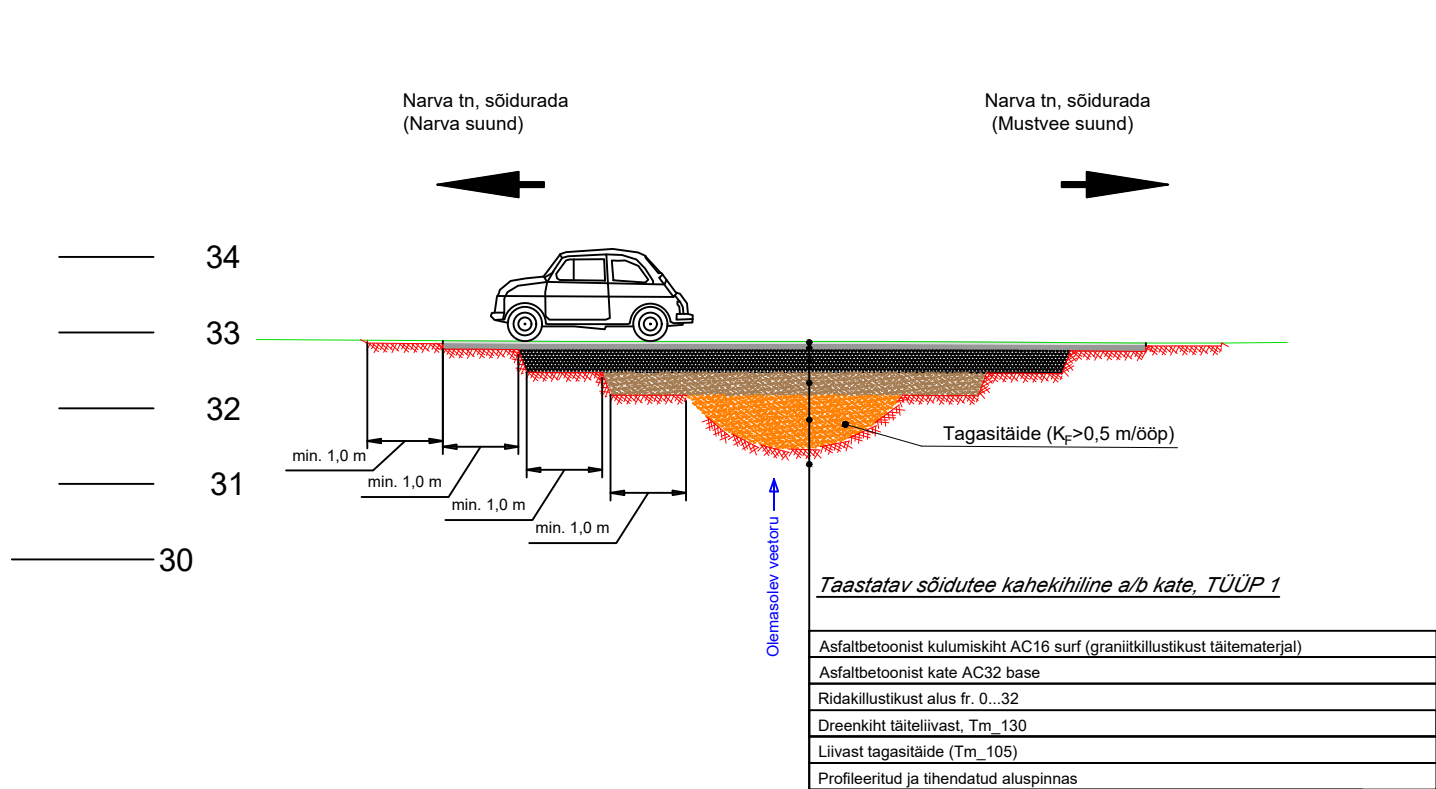 Narva tn, sõidurada
(Narva suund)
Narva tn, sõidurada
(Mustvee suund)
34
33
32
31
30
min. 1,0 m
min. 1,0 m
min. 1,0 m
min. 1,0 m
Tagasitäide (KF>0,5 m/ööp)
Olemasolev veetoru
Taastatav sõidutee kahekihiline a/b kate, TÜÜP 1
Asfaltbetoonist kulumiskiht AC16 surf (graniitkillustikust täitematerjal)
Asfaltbetoonist kate AC32 base
Ridakillustikust alus fr. 0...32
Dreenkiht täiteliivast, Tm_130
Liivast tagasitäide (Tm_105)
Profileeritud ja tihendatud aluspinnas